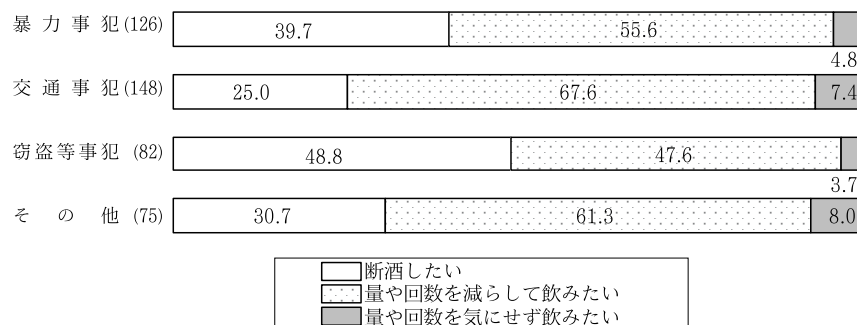 暴力事犯(126) 39.7 55.6 4.8
交通事犯(148) 25.0 67.6 7.4
窃盗等事犯 (82) 48.8 47.6 3.7
その他 (75) 30.7 61.3 8.0
断酒したい
量や回数を減らして飲みたい
量や回数を気にせず飲みたい